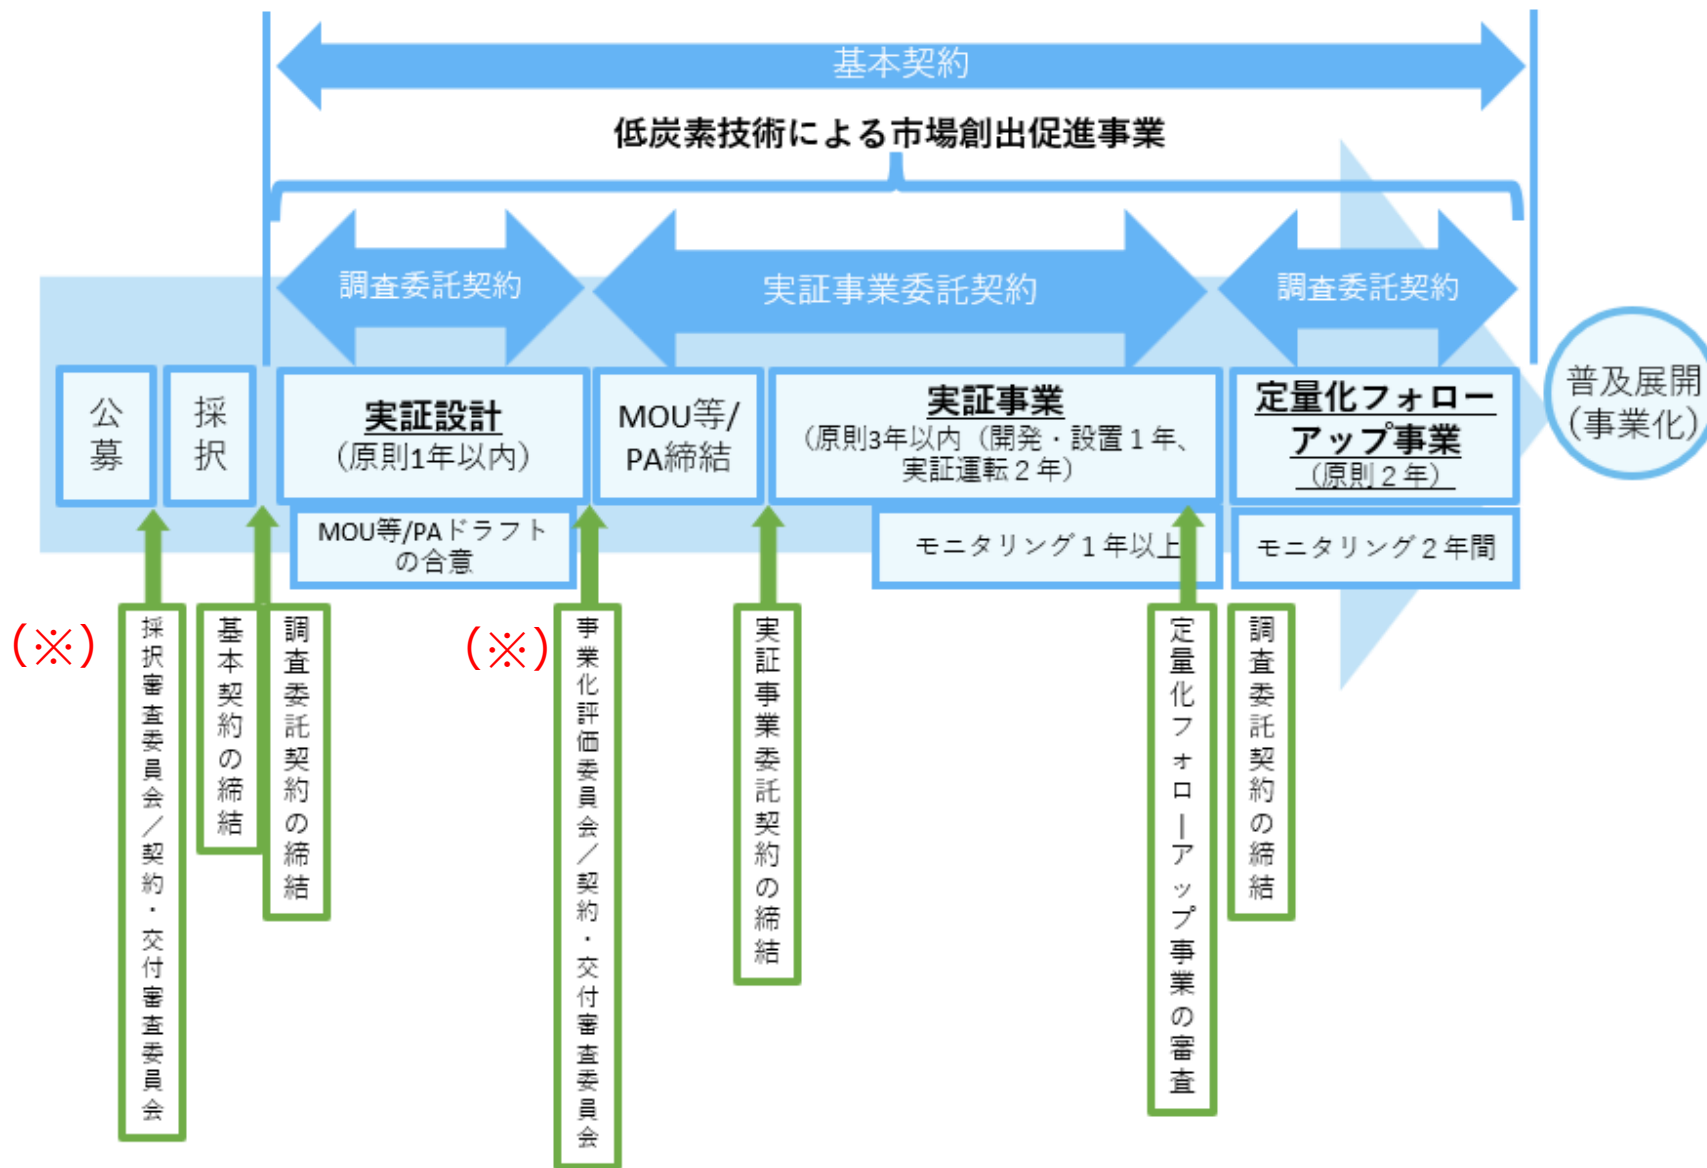 基本契約
低炭素技術による市場創出促進事業
調査委託契約
実証事業委託契約
調査委託契約
公募
採択
実証設計
（原則1年以内）
MOU等/
PA締結
実証事業
（原則3年以内（開発・設置１年、
実証運転２年）
定量化フォロー
アップ事業
（原則２年）
普及展開
(事業化)
MOU等/PAドラフト
の合意
モニタリング１年以上
モニタリング２年間
(※)
採択審査委員会／契約・交付審査委員会
基本契約の締結
調査委託契約の締結
(※)
事業化評価委員会／契約・交付審査委員会
実証事業委託契約の締結
定量化フォローアップ事業の審査
調査委託契約の締結